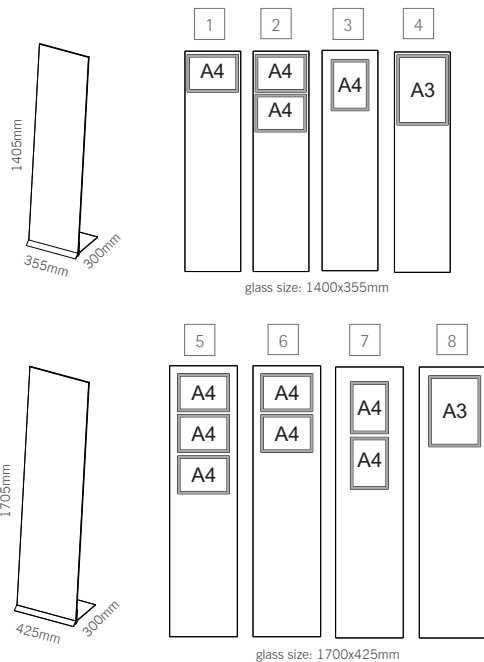 1 2 3 4
A4 A4 A4 A3
A4
1405mm
355mm 300mm
glass size: 1400x355mm
5 6 7 8
A4 A4 A4 A3
A4 A4 A4
A4
1705mm
425mm 300mm
glass size: 1700x425mm